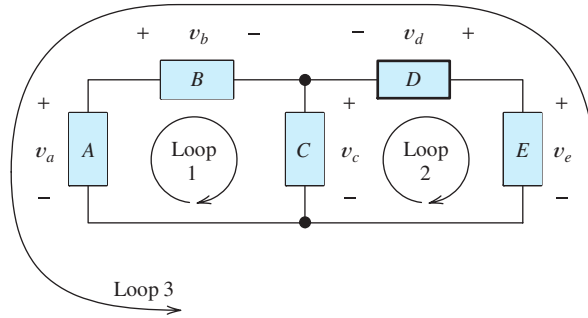 + v_b − − v_d +
B D
+ + +
v_a A Loop 1 C v_c Loop 2 E v_e
− − −
Loop 3